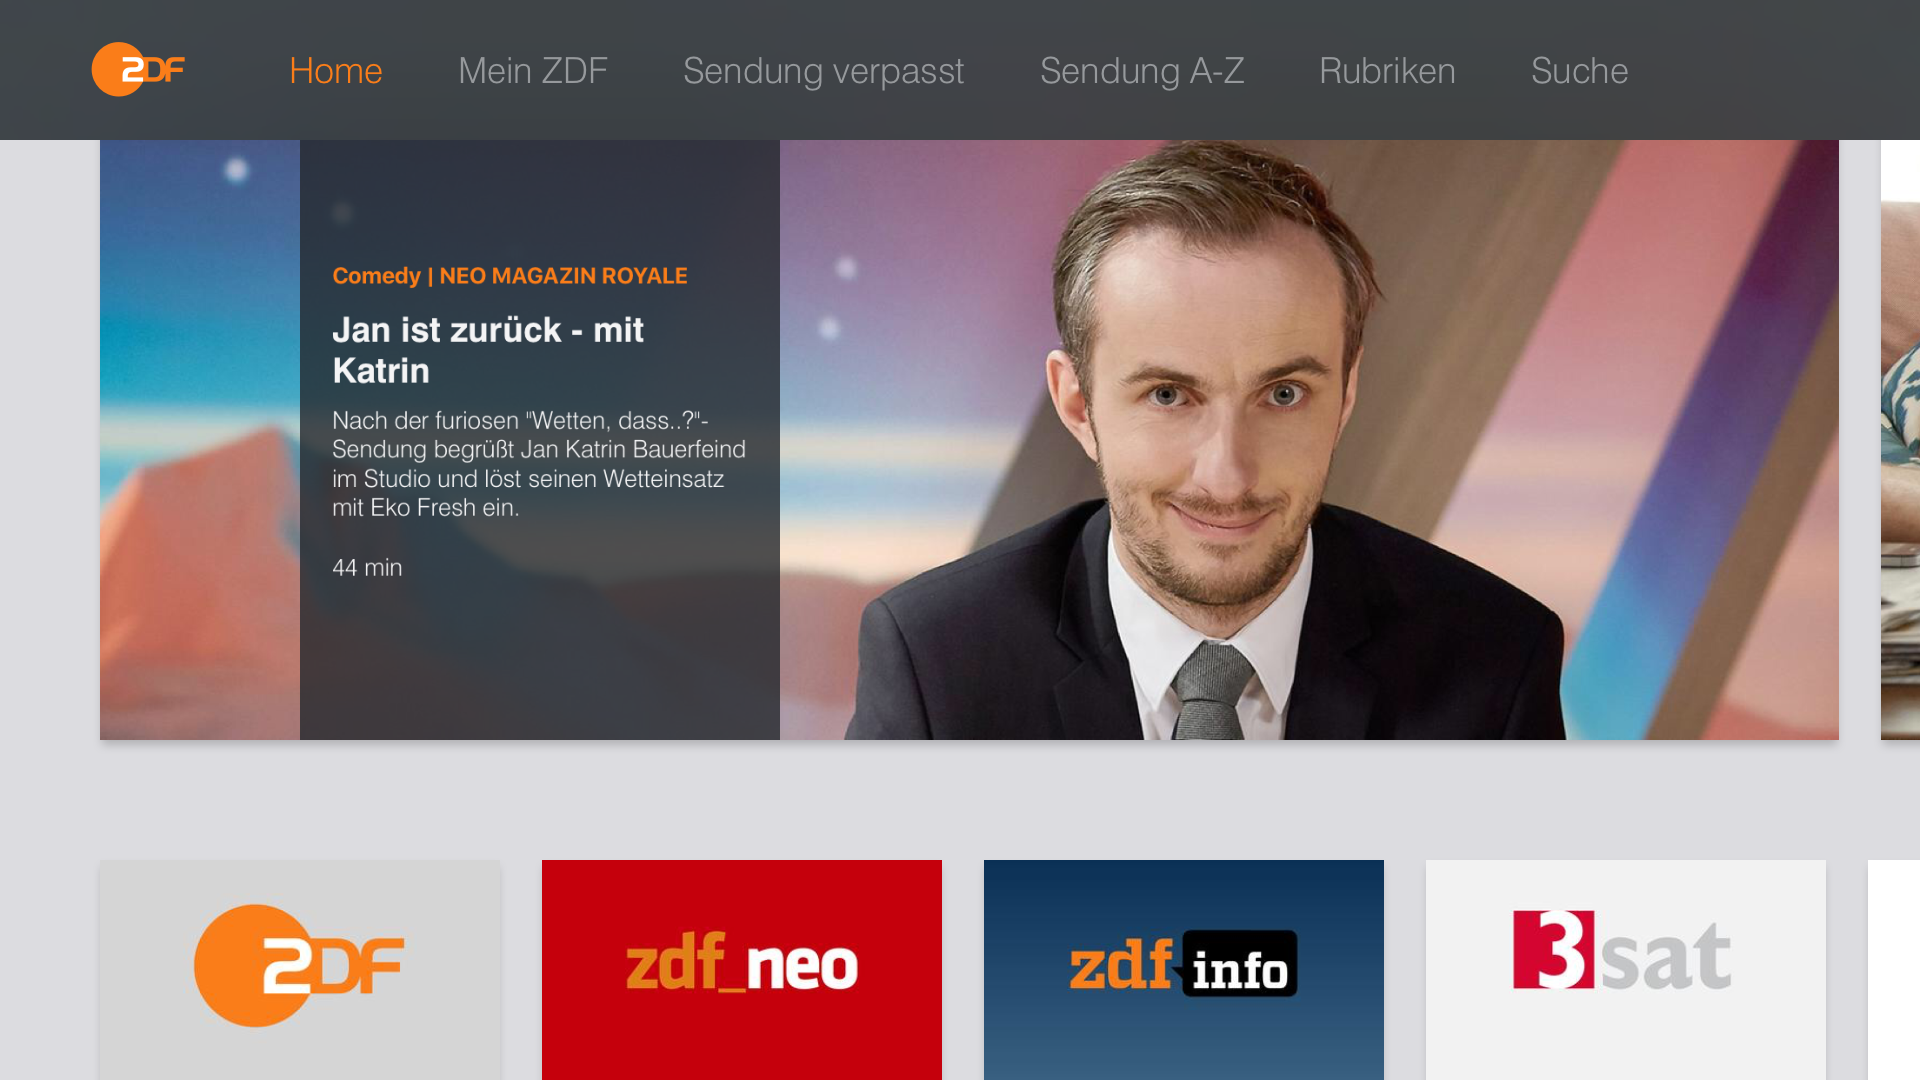 ZDF
Home
Mein ZDF
Sendung verpasst
Sendung A-Z
Rubriken
Suche
Comedy | NEO MAGAZIN ROYALE
Jan ist zurück - mit
Katrin
Nach der furiosen "Wetten, dass..?"-
Sendung begrüßt Jan Katrin Bauerfeind
im Studio und löst seinen Wetteinsatz
mit Eko Fresh ein.
44 min
ZDF
zdf_neo
zdf info
3sat